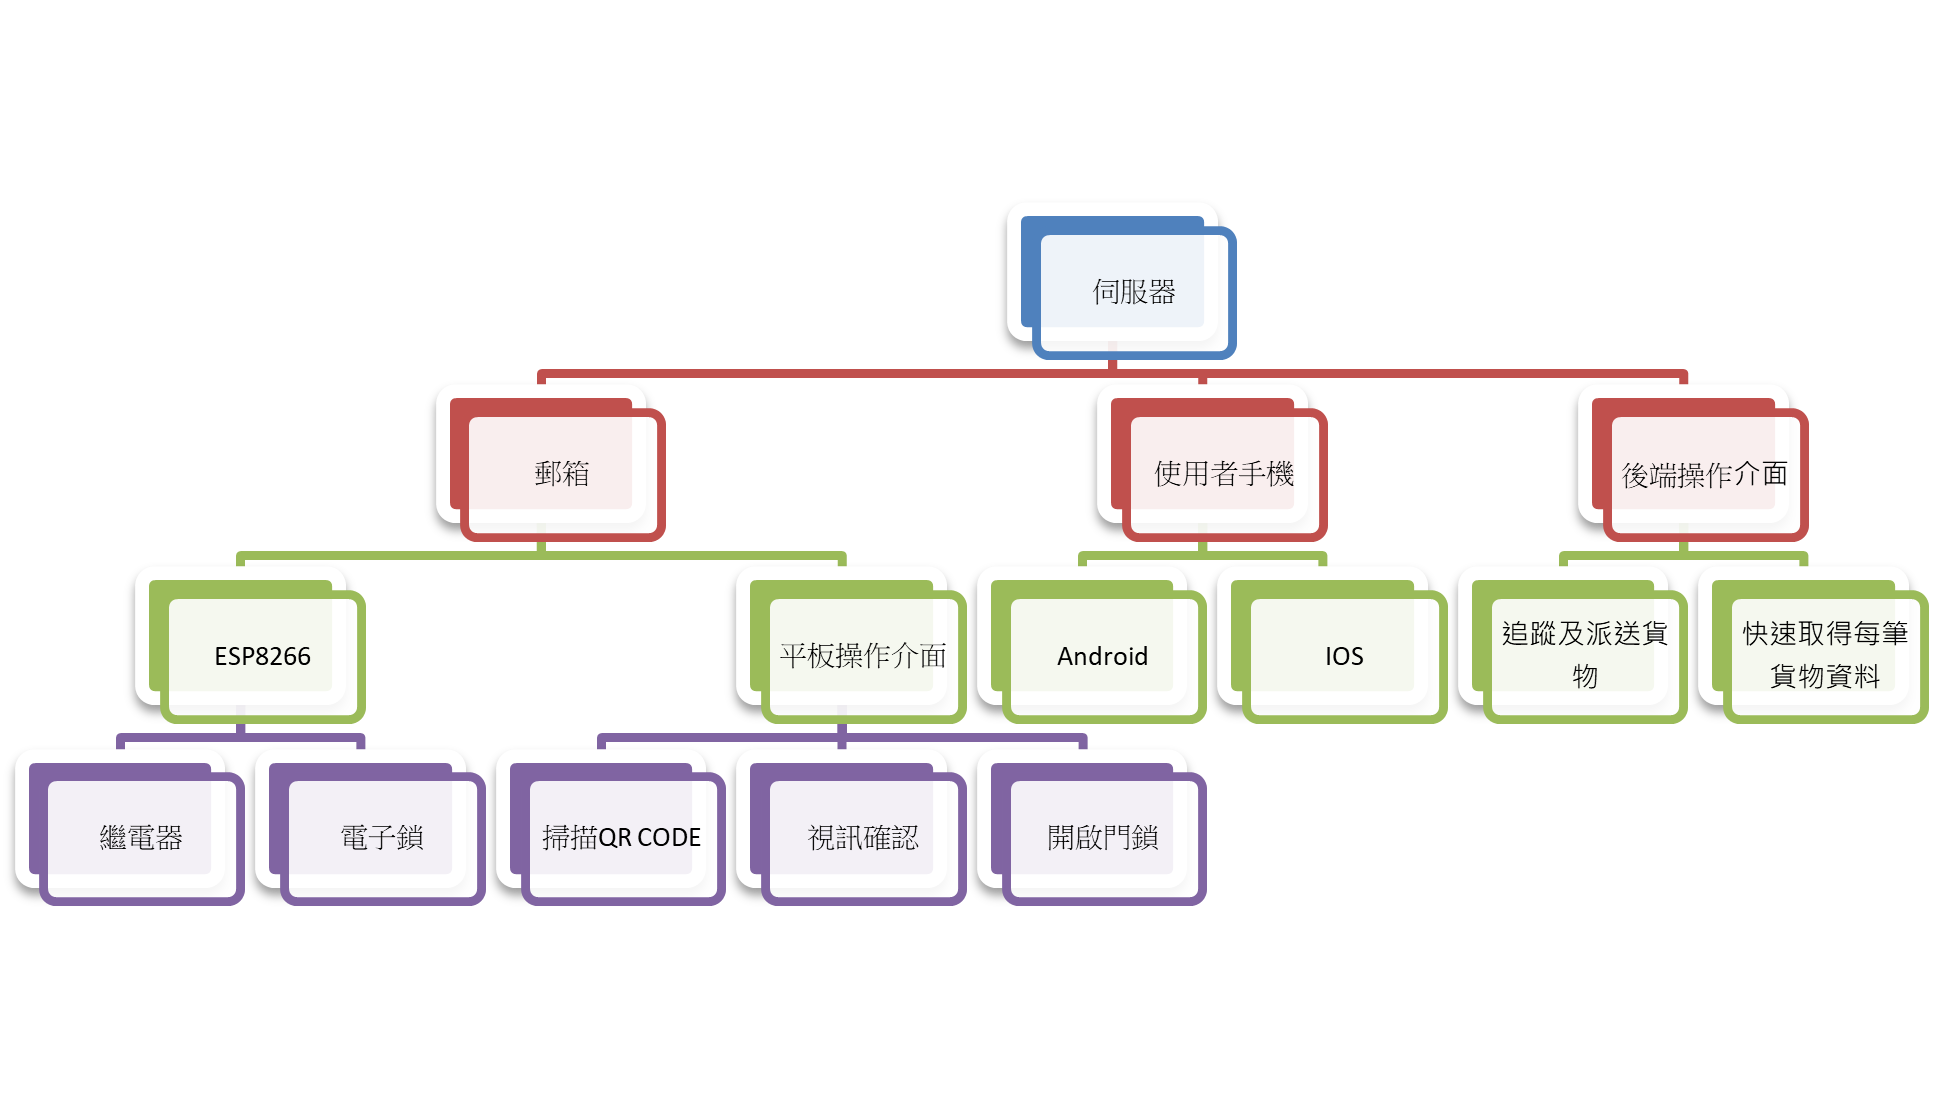 伺服器
郵箱
使用者手機
後端操作介面
ESP8266
平板操作介面
Android
IOS
追蹤及派送貨
物
快速取得每筆
貨物資料
繼電器
電子鎖
掃描QR CODE
視訊確認
開啟門鎖